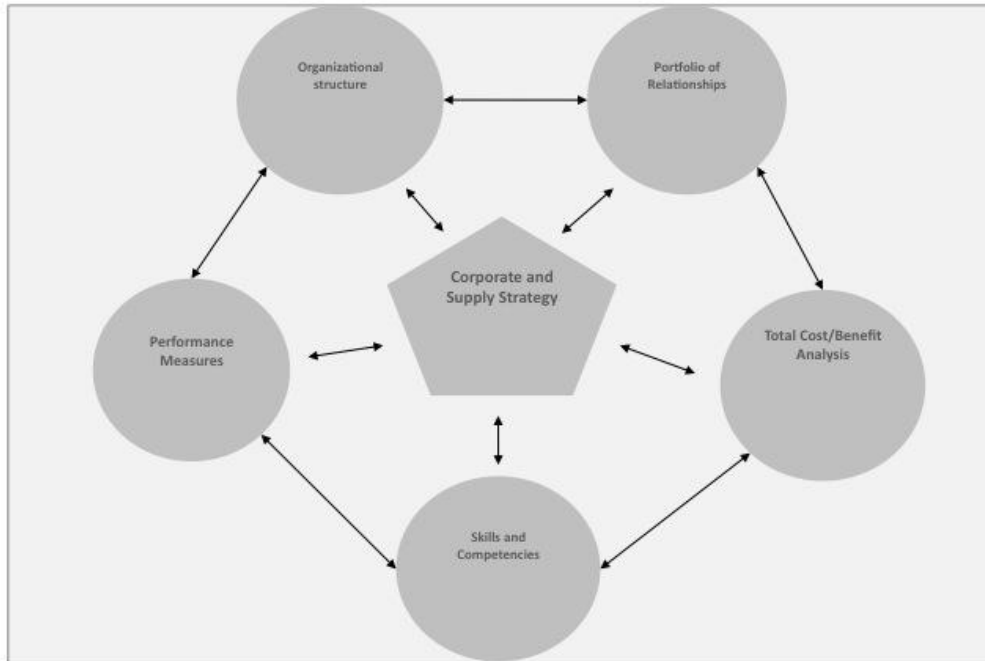 Organizational
structure
Portfolio of
Relationships
Corporate and
Supply Strategy
Performance
Measures
Total Cost/Benefit
Analysis
Skills and
Competencies